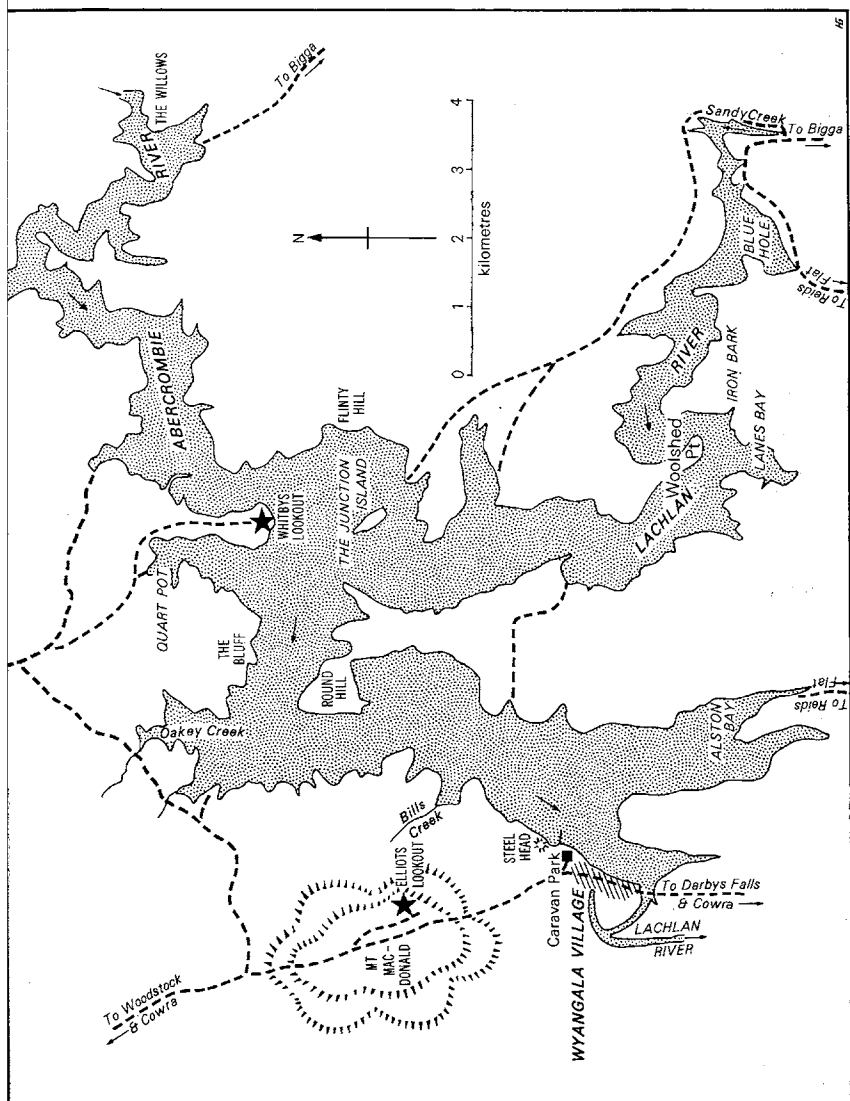 THE WILLOWS
RIVER
To Bigga
ABERCROMBIE
N
4
3
2
1
0
kilometres
Sandy Creek
To Bigga
BLUE
HOLE
To Reids
Flat
RIVER
IRON BARK
LANES BAY
Woolshed
Pt
LACHLAN
FLINTY
HILL
THE JUNCTION
ISLAND
WHITBYS
LOOKOUT
QUART POT
THE
BLUFF
ROUND
HILL
Oakey Creek
To Reids
Flat
ALSTON
BAY
Bills
Creek
STEEL
HEAD
ELLIOTS
LOOKOUT
MT
MAC-
DONALD
Caravan Park
WYANGALA VILLAGE
To Darbys Falls
& Cowra
LACHLAN
RIVER
To Woodstock
& Cowra